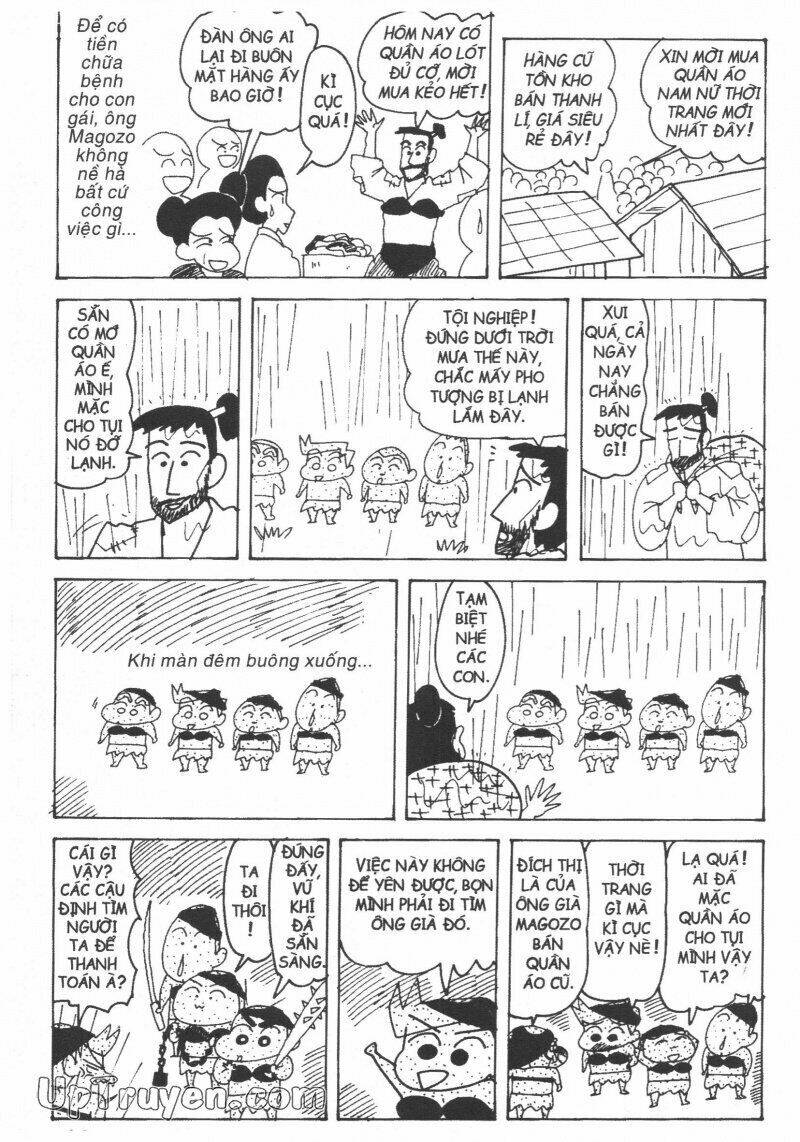 XIN MỜI MUA
QUẦN ÁO
NAM NỮ THỜI
TRANG MỚI
NHẤT ĐÂY!
HÀNG CŨ
TỒN KHO
BÁN THANH
LÍ, GIÁ SIÊU
RẺ ĐÂY!
HÔM NAY CÓ
QUẦN ÁO LÓT
ĐỦ CỠ, MỜI
MUA KẺO HẾT!
KÌ
CỤC
QUÁ!
ĐÀN ÔNG AI
LẠI ĐI BUÔN
MẶT HÀNG ẤY
BAO GIỜ!
Để có
tiền
chữa
bệnh
cho con
gái, ông
Magozo
không
nề hà
bất cứ
công
việc gì...
XUI
QUÁ, CẢ
NGÀY
NAY
CHẲNG
BÁN
ĐƯỢC
GÌ!
TỘI NGHIỆP!
ĐỨNG DƯỚI TRỜI
MƯA THẾ NÀY,
CHẮC MẤY PHO
TƯỢNG BỊ LẠNH
LẮM ĐÂY.
SẴN
CÓ MỚ
QUẦN
ÁO Ế,
MÌNH
MẶC
CHO TỤI
NÓ ĐỠ
LẠNH.
TẠM
BIỆT
NHÉ
CÁC
CON.
Khi màn đêm buông xuống...
LẠ QUÁ!
AI ĐÃ
MẶC
QUẦN ÁO
CHO TỤI
MÌNH VẬY
TA?
THỜI
TRANG
GÌ MÀ
KÌ CỤC
VẬY NÈ!
ĐÍCH THỊ
LÀ CỦA
ÔNG GIÀ
MAGOZO
BÁN
QUẦN
ÁO CŨ.
VIỆC NÀY KHÔNG
ĐỂ YÊN ĐƯỢC, BỌN
MÌNH PHẢI ĐI TÌM
ÔNG GIÀ ĐÓ.
ĐÚNG
ĐẤY,
VŨ
KHÍ
ĐÃ
SẴN
SÀNG.
TA
ĐI
THÔI!
CÁI GÌ
VẬY?
CÁC CẬU
ĐỊNH TÌM
NGƯỜI
TA ĐỂ
THANH
TOÁN À?
UpTruyen.com